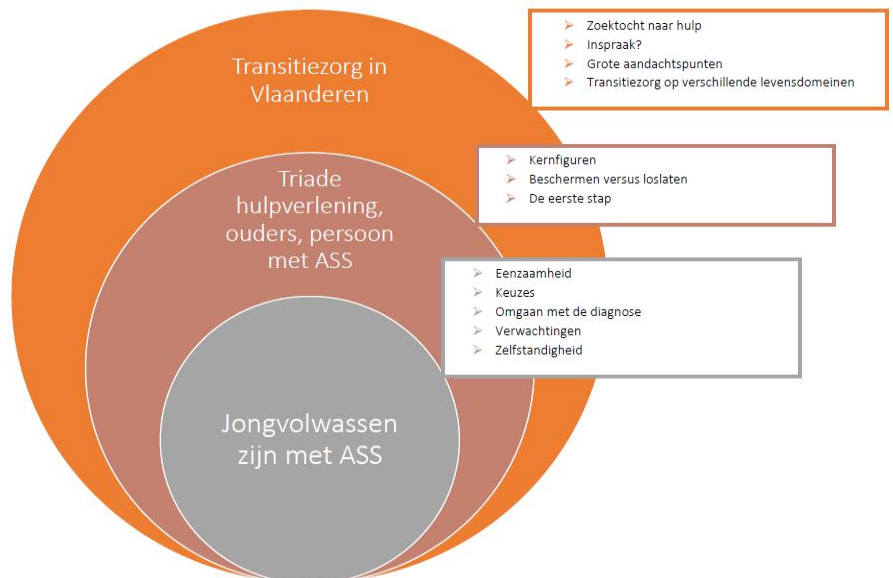 Transitiezorg in
Vlaanderen
Zoektocht naar hulp
Inspraak?
Grote aandachtspunten
Transitiezorg op verschillende levensdomeinen
Triade
hulpverlening,
ouders, persoon
met ASS
Kernfiguren
Beschermen versus loslaten
De eerste stap
Jongvolwassen
zijn met ASS
Eenzaamheid
Keuzes
Omgaan met de diagnose
Verwachtingen
Zelfstandigheid